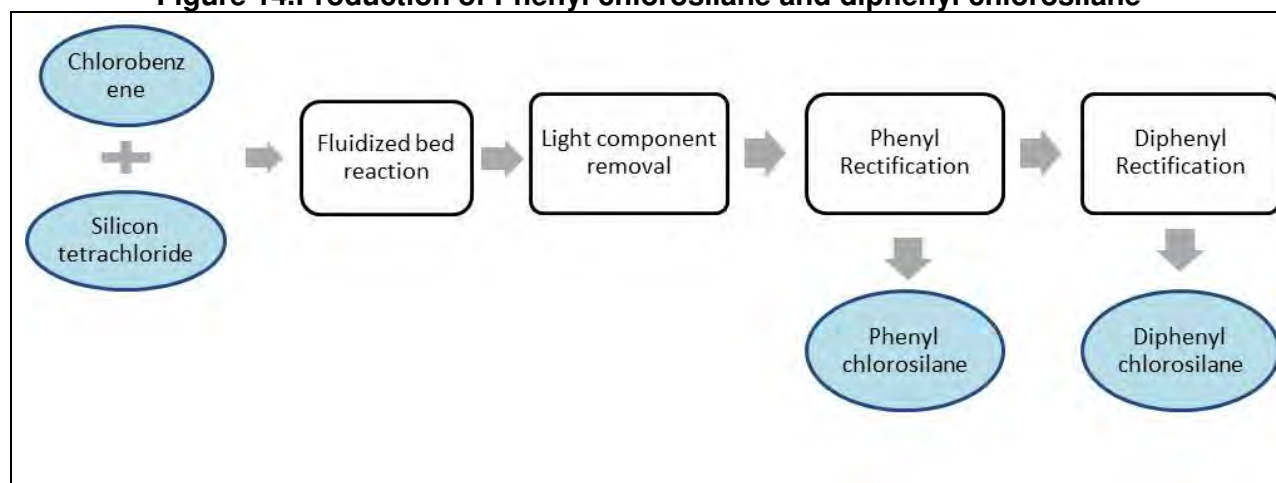 Figure 14.Production of Phenyl chlorosilane and diphenyl chlorosilane
Chlorobenz
ene
Silicon
tetrachloride
Fluidized bed
reaction
Light component
removal
Phenyl
Rectification
Diphenyl
Rectification
Phenyl
chlorosilane
Diphenyl
chlorosilane